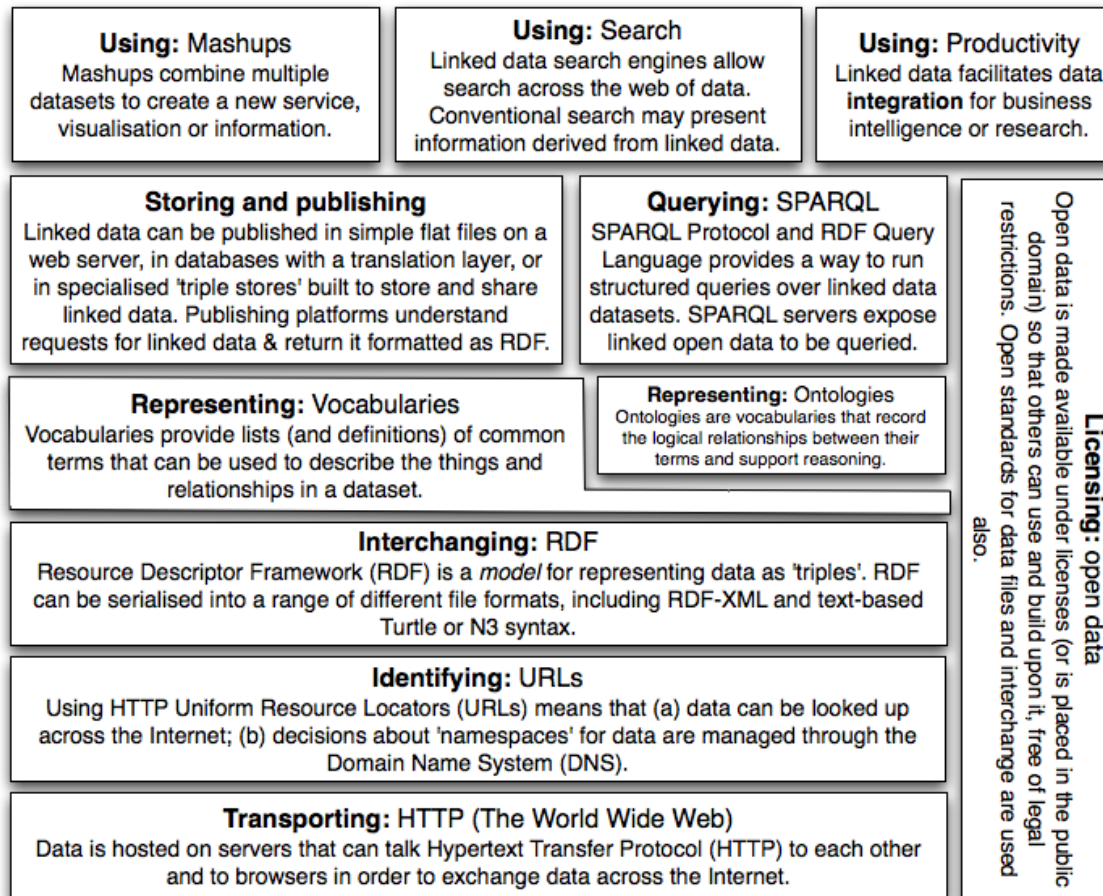 Using: Mashups
Mashups combine multiple
datasets to create a new service,
visualisation or information.
Using: Search
Linked data search engines allow
search across the web of data.
Conventional search may present
information derived from linked data.
Using: Productivity
Linked data facilitates data
integration for business
intelligence or research.
Storing and publishing
Linked data can be published in simple flat files on a
web server, in databases with a translation layer, or
in specialised 'triple stores' built to store and share
linked data. Publishing platforms understand
requests for linked data & return it formatted as RDF.
Querying: SPARQL
SPARQL Protocol and RDF Query
Language provides a way to run
structured queries over linked data
datasets. SPARQL servers expose
linked open data to be queried.
Licensing: open data
Open data is made available under licenses (or is placed in the public
domain) so that others can use and build upon it, free of legal
restrictions. Open standards for data files and interchange are used
also.
Representing: Vocabularies
Vocabularies provide lists (and definitions) of common
terms that can be used to describe the things and
relationships in a dataset.
Representing: Ontologies
Ontologies are vocabularies that record
the logical relationships between their
terms and support reasoning.
Interchanging: RDF
Resource Descriptor Framework (RDF) is a model for representing data as 'triples'. RDF
can be serialised into a range of different file formats, including RDF-XML and text-based
Turtle or N3 syntax.
Identifying: URLs
Using HTTP Uniform Resource Locators (URLs) means that (a) data can be looked up
across the Internet; (b) decisions about 'namespaces' for data are managed through the
Domain Name System (DNS).
Transporting: HTTP (The World Wide Web)
Data is hosted on servers that can talk Hypertext Transfer Protocol (HTTP) to each other
and to browsers in order to exchange data across the Internet.